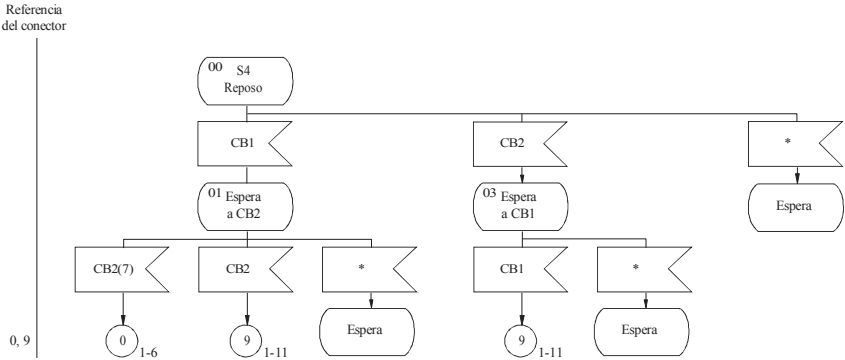 Referencia
del conector
00 S4
Reposo
CB1
CB2
*
01 Espera
a CB2
03 Espera
a CB1
Espera
CB2(7)
CB2
*
CB1
*
0, 9
0
1-6
9
1-11
Espera
9
1-11
Espera